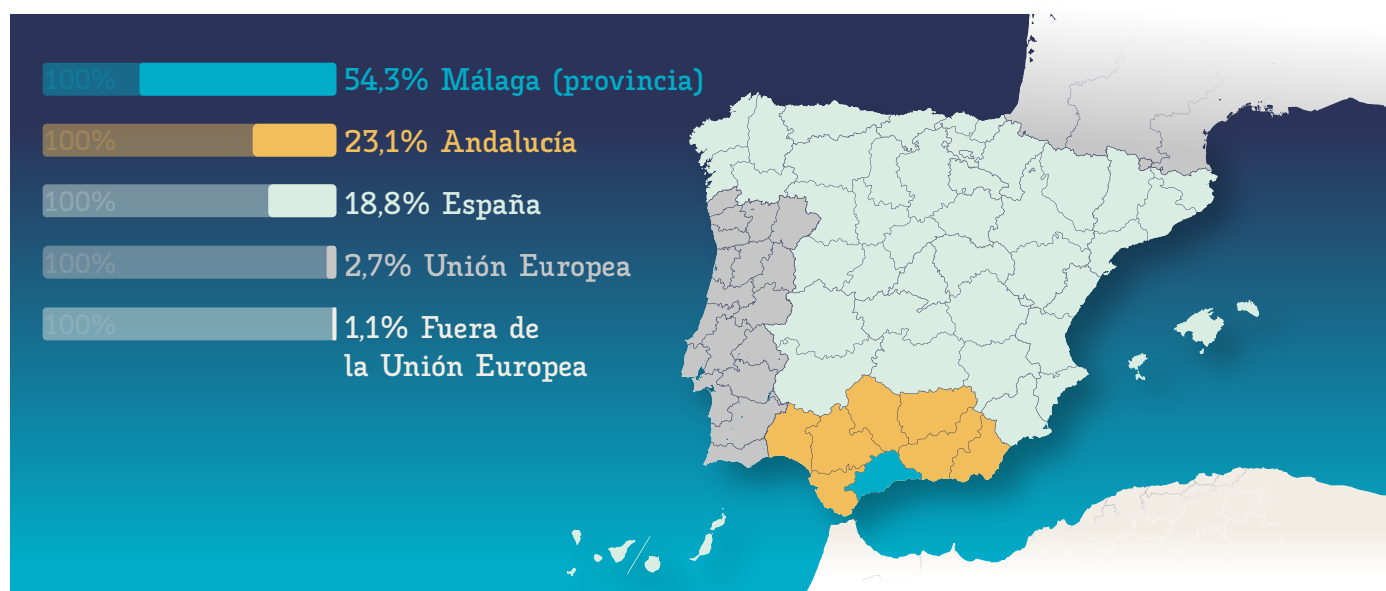 100% 54,3% Málaga (provincia)
100% 23,1% Andalucía
100% 18,8% España
100% 2,7% Unión Europea
100% 1,1% Fuera de
la Unión Europea